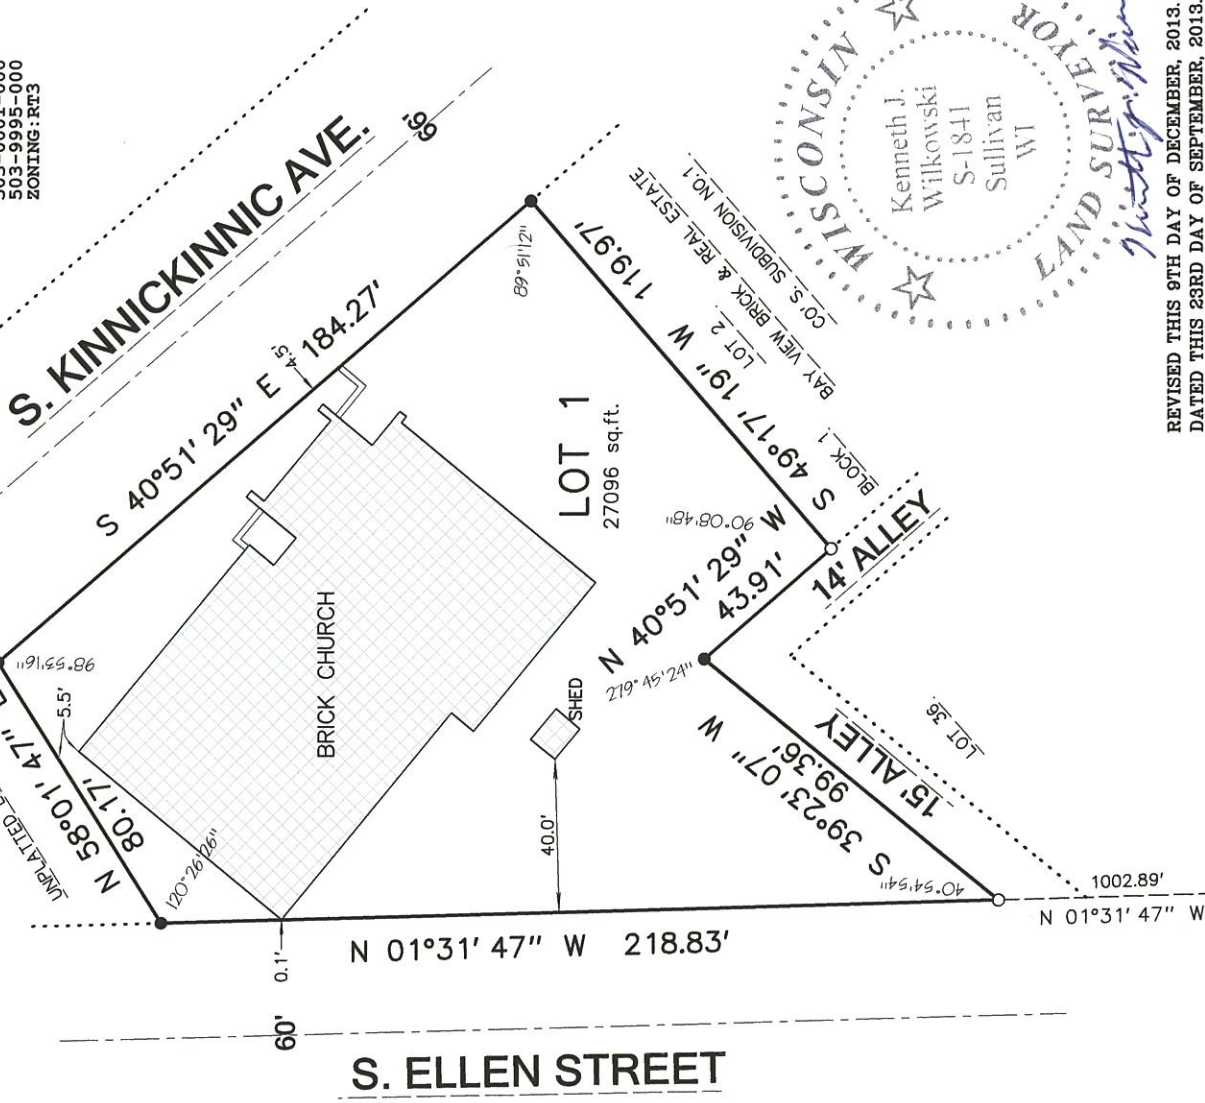 503-9995-000
ZONING:RT3
S. KINNICKINNIC AVE.
66'
S 40°51' 29" E 184.27'
4.5'
89°51'12"
119.97'
S 49°17' 19" W
LOT 2
BAY VIEW BRICK & REAL ESTATE
CO'S. SUBDIVISION NO.1
BLOCK 1
LOT 1
27096 sq.ft.
90°08'48"
N 40°51' 29" W
43.91'
14' ALLEY
279°45'24"
98°53'16"
5.5'
N 58°01' 47"
80.17'
UNPLATTED
120°26'26"
BRICK CHURCH
SHED
40.0'
S 39°23' 07" W
99.36'
15' ALLEY
LOT 36
40°54'54"
1002.89'
N 01°31' 47" W
N 01°31' 47" W 218.83'
0.1'
60'
S. ELLEN STREET
WISCONSIN
Kenneth J.
Wilkowski
S-1841
Sullivan
WI
LAND SURVEYOR
REVISED THIS 9TH DAY OF DECEMBER, 2013.
DATED THIS 23RD DAY OF SEPTEMBER, 2013.